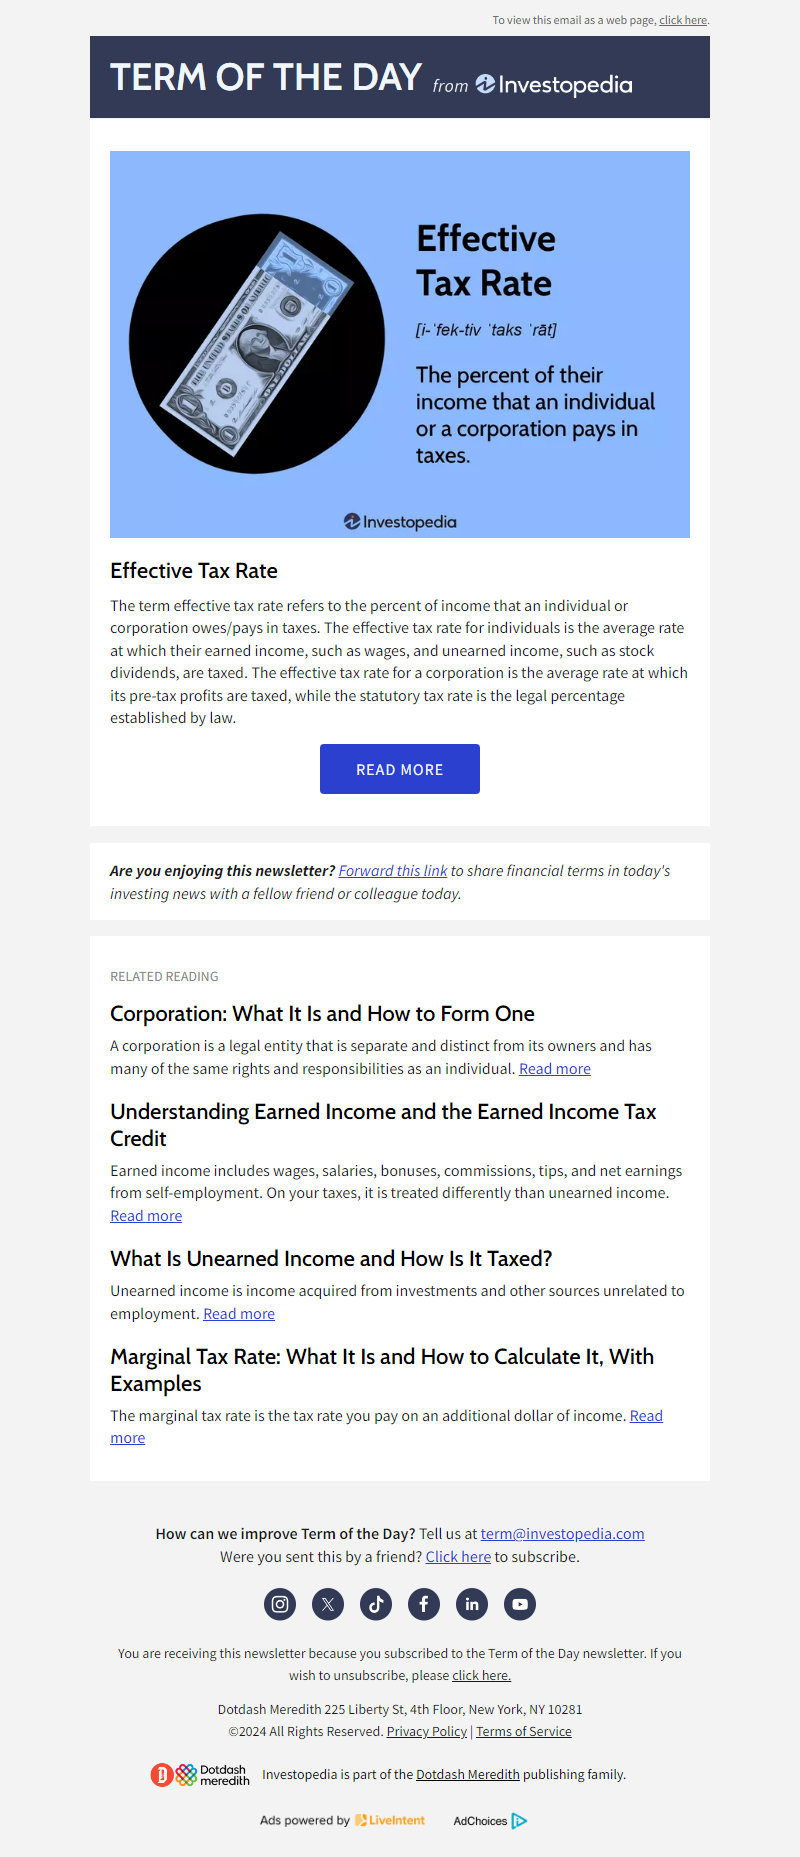 To view this email as a web page, click here.
TERM OF THE DAY from Investopedia
Effective
Tax Rate
[i-ˈfek-tiv ˈtaks ˈrāt]
The percent of their
income that an individual
or a corporation pays in
taxes.
Investopedia
Effective Tax Rate
The term effective tax rate refers to the percent of income that an individual or
corporation owes/pays in taxes. The effective tax rate for individuals is the average rate
at which their earned income, such as wages, and unearned income, such as stock
dividends, are taxed. The effective tax rate for a corporation is the average rate at which
its pre-tax profits are taxed, while the statutory tax rate is the legal percentage
established by law.
READ MORE
Are you enjoying this newsletter? Forward this link to share financial terms in today's
investing news with a fellow friend or colleague today.
RELATED READING
Corporation: What It Is and How to Form One
A corporation is a legal entity that is separate and distinct from its owners and has
many of the same rights and responsibilities as an individual. Read more
Understanding Earned Income and the Earned Income Tax
Credit
Earned income includes wages, salaries, bonuses, commissions, tips, and net earnings
from self-employment. On your taxes, it is treated differently than unearned income.
Read more
What Is Unearned Income and How Is It Taxed?
Unearned income is income acquired from investments and other sources unrelated to
employment. Read more
Marginal Tax Rate: What It Is and How to Calculate It, With
Examples
The marginal tax rate is the tax rate you pay on an additional dollar of income. Read
more
How can we improve Term of the Day? Tell us at term@investopedia.com
Were you sent this by a friend? Click here to subscribe.
You are receiving this newsletter because you subscribed to the Term of the Day newsletter. If you
wish to unsubscribe, please click here.
Dotdash Meredith 225 Liberty St, 4th Floor, New York, NY 10281
©2024 All Rights Reserved. Privacy Policy | Terms of Service
Dotdash
meredith
Investopedia is part of the Dotdash Meredith publishing family.
Ads powered by LiveIntent
AdChoices